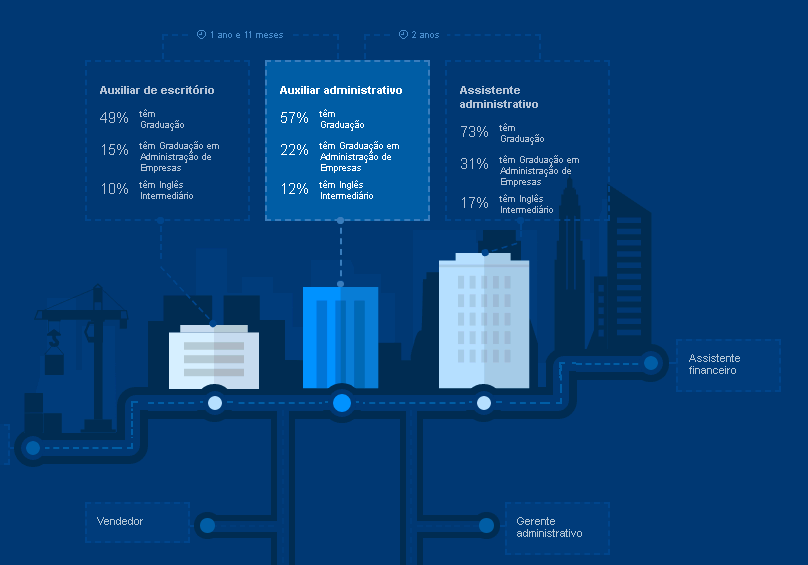 1 ano e 11 meses
2 anos
Auxiliar de escritório
49%
têm
Graduação
15%
têm Graduação em
Administração de
Empresas
10%
têm Inglês
Intermediário
Auxiliar administrativo
57%
têm
Graduação
22%
têm Graduação em
Administração de
Empresas
12%
têm Inglês
Intermediário
Assistente
administrativo
73%
têm
Graduação
31%
têm Graduação em
Administração de
Empresas
17%
têm Inglês
Intermediário
Assistente
financeiro
Vendedor
Gerente
administrativo